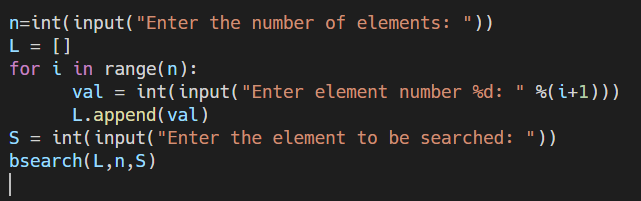 n=int(input("Enter the number of elements: "))
L = []
for i in range(n):
      val = int(input("Enter element number %d: " %(i+1)))
      L.append(val)
S = int(input("Enter the element to be searched: "))
bsearch(L,n,S)